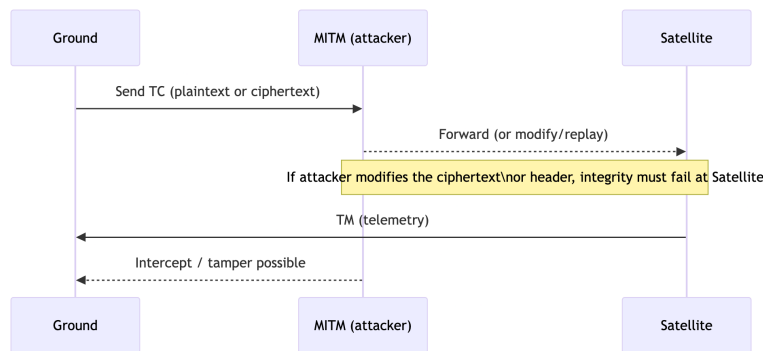 Ground MITM (attacker) Satellite
Send TC (plaintext or ciphertext)
Forward (or modify/replay)
If attacker modifies the ciphertext\nor header, integrity must fail at Satellite
TM (telemetry)
Intercept / tamper possible
Ground MITM (attacker) Satellite